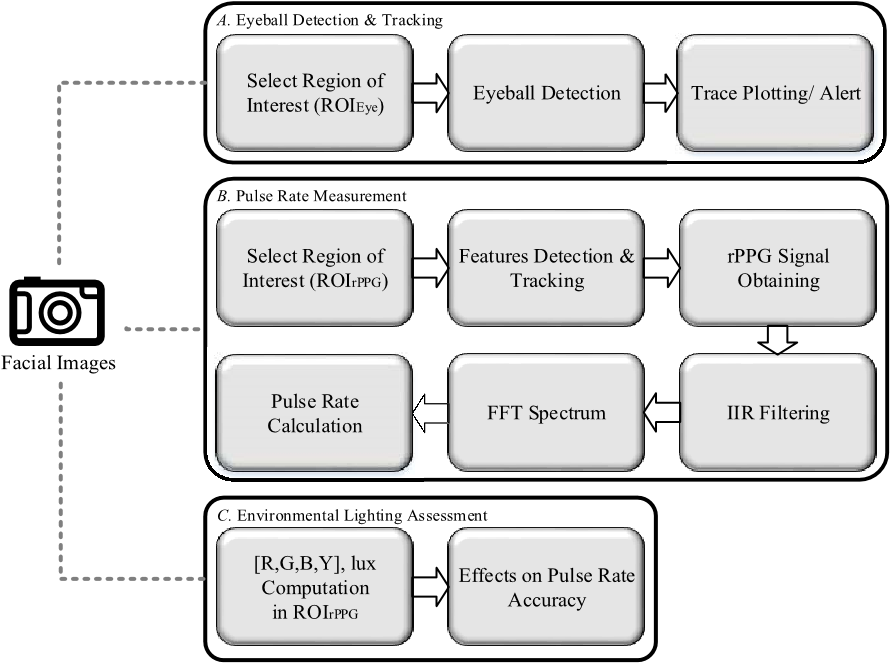 A. Eyeball Detection & Tracking
Select Region of
Interest (ROIEye)
Eyeball Detection
Trace Plotting/ Alert
B. Pulse Rate Measurement
Select Region of
Interest (ROIrPPG)
Features Detection &
Tracking
rPPG Signal
Obtaining
Facial Images
Pulse Rate
Calculation
FFT Spectrum
IIR Filtering
C. Environmental Lighting Assessment
[R,G,B,Y], lux
Computation
in ROIrPPG
Effects on Pulse Rate
Accuracy